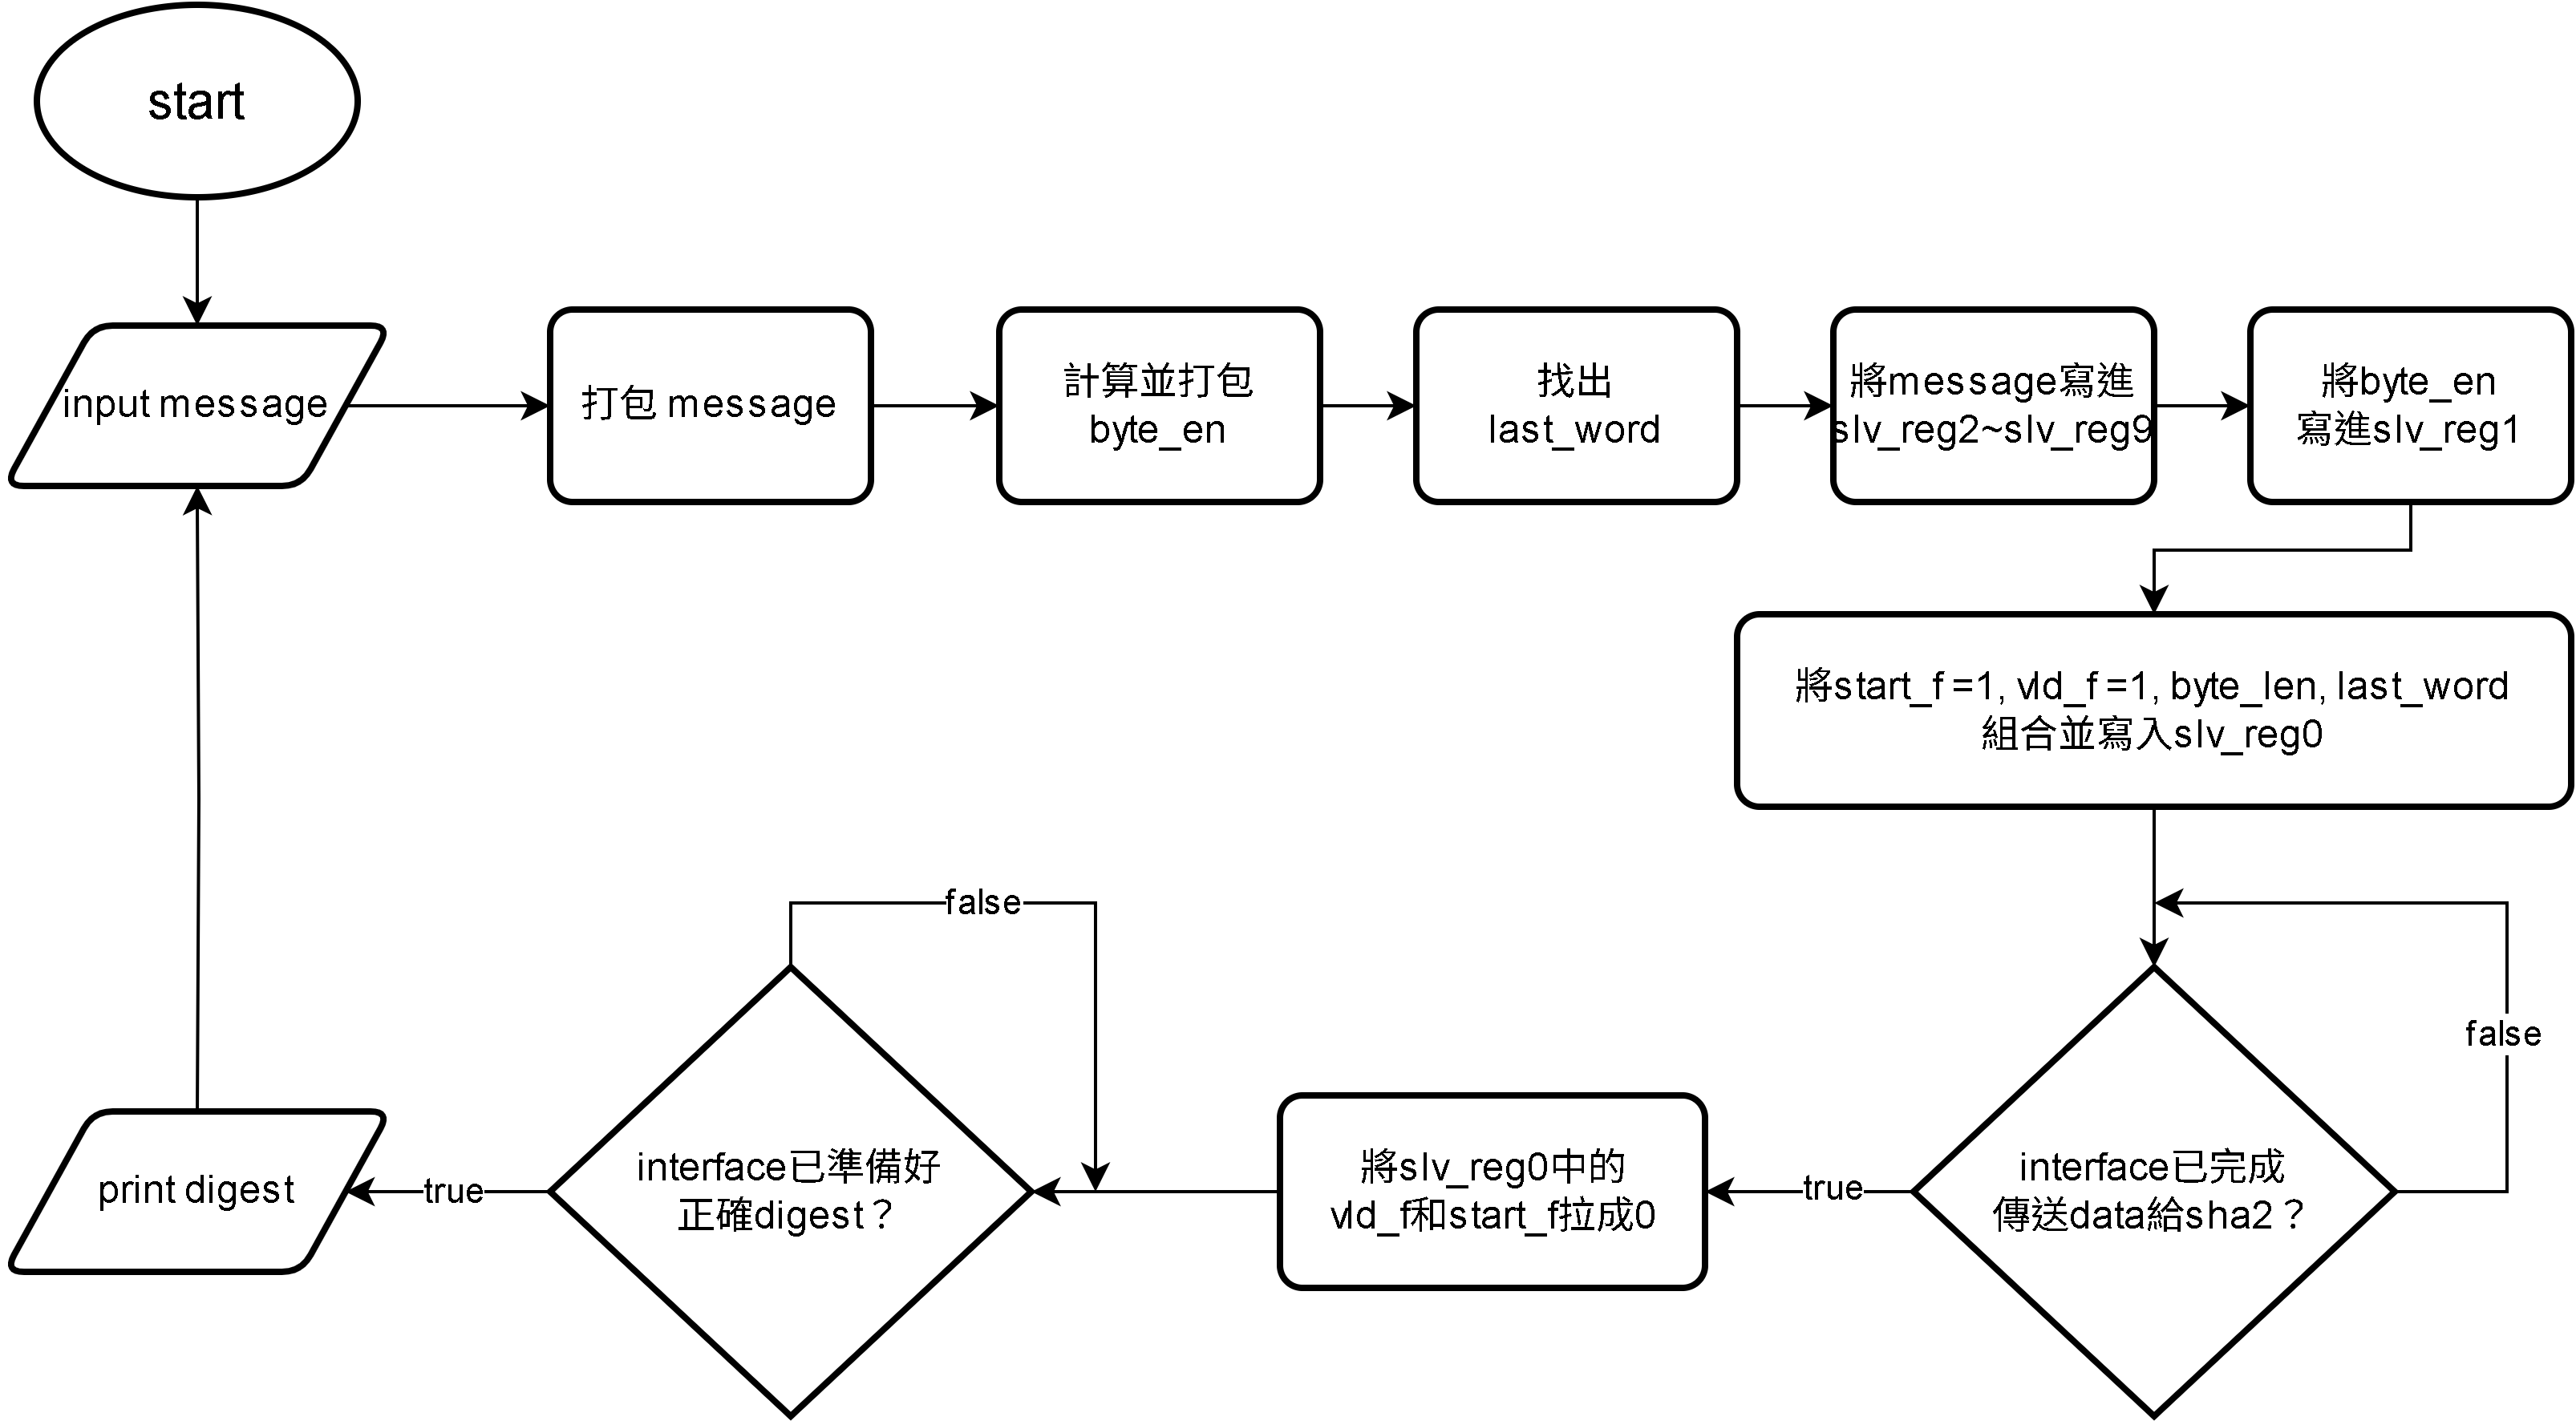 start
input message
打包 message
計算並打包
byte_en
找出
last_word
將message寫進
slv_reg2~slv_reg9
將byte_en
寫進slv_reg1
將start_f =1, vld_f =1, byte_len, last_word
組合並寫入slv_reg0
false
interface已完成
傳送data給sha2？
true
將slv_reg0中的
vld_f和start_f拉成0
false
interface已準備好
正確digest？
true
print digest